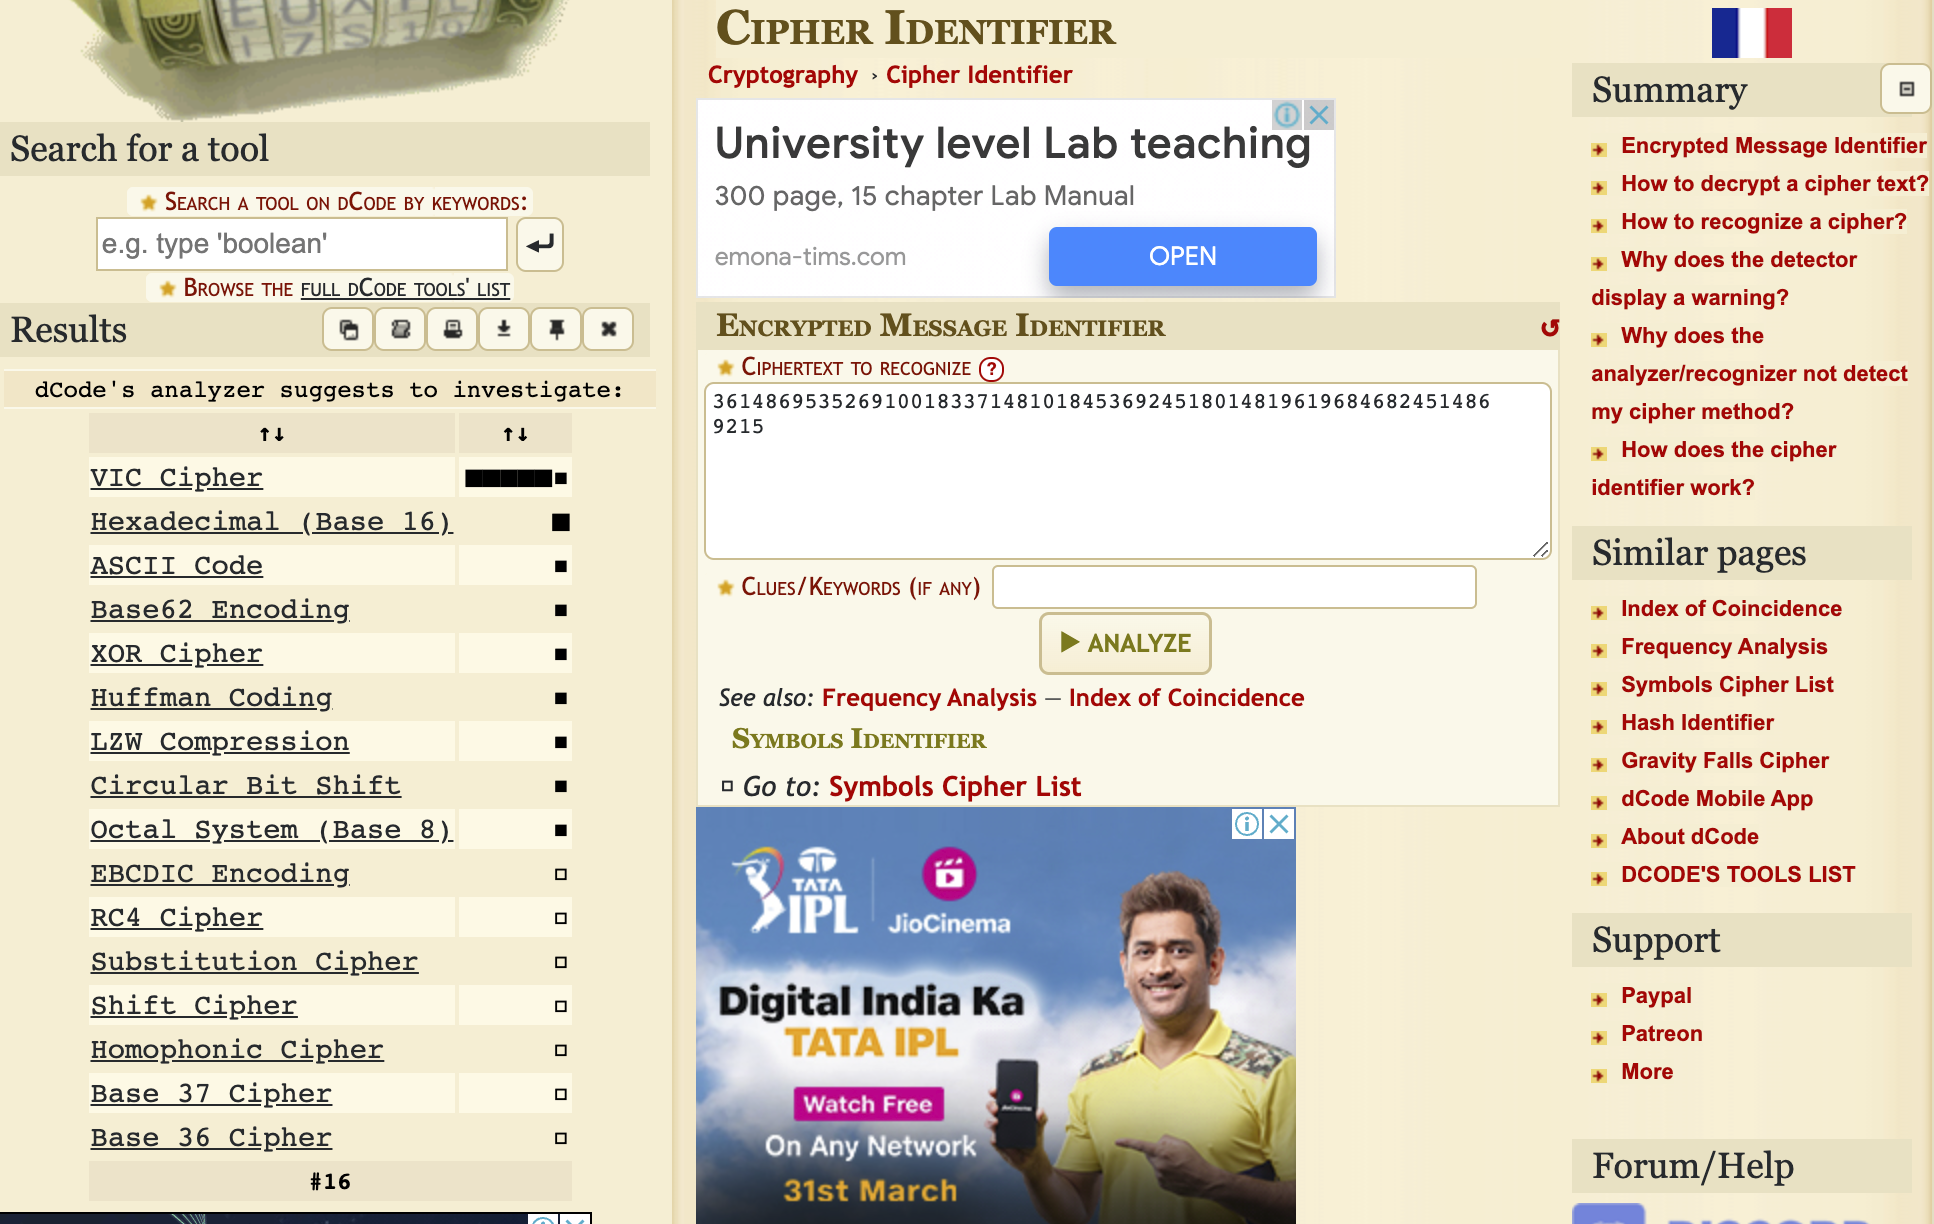 Search for a tool
SEARCH A TOOL ON DCODE BY KEYWORDS:
e.g. type 'boolean'
BROWSE THE FULL DCODE TOOLS' LIST
Results
dCode's analyzer suggests to investigate:
↑↓ ↑↓
VIC Cipher
Hexadecimal (Base 16)
ASCII Code
Base62 Encoding
XOR Cipher
Huffman Coding
LZW Compression
Circular Bit Shift
Octal System (Base 8)
EBCDIC Encoding
RC4 Cipher
Substitution Cipher
Shift Cipher
Homophonic Cipher
Base 37 Cipher
Base 36 Cipher
#16
CIPHER IDENTIFIER
Cryptography › Cipher Identifier
University level Lab teaching
300 page, 15 chapter Lab Manual
emona-tims.com
OPEN
ENCRYPTED MESSAGE IDENTIFIER
CIPHERTEXT TO RECOGNIZE ?
36148695352691001833714810184536924518014819619684682451486
9215
CLUES/KEYWORDS (IF ANY)
▶ ANALYZE
See also: Frequency Analysis — Index of Coincidence
SYMBOLS IDENTIFIER
Go to: Symbols Cipher List
TATA
IPL
JioCinema
Digital India Ka
TATA IPL
Watch Free
On Any Network
31st March
Summary
Encrypted Message Identifier
How to decrypt a cipher text?
How to recognize a cipher?
Why does the detector
display a warning?
Why does the
analyzer/recognizer not detect
my cipher method?
How does the cipher
identifier work?
Similar pages
Index of Coincidence
Frequency Analysis
Symbols Cipher List
Hash Identifier
Gravity Falls Cipher
dCode Mobile App
About dCode
DCODE'S TOOLS LIST
Support
Paypal
Patreon
More
Forum/Help